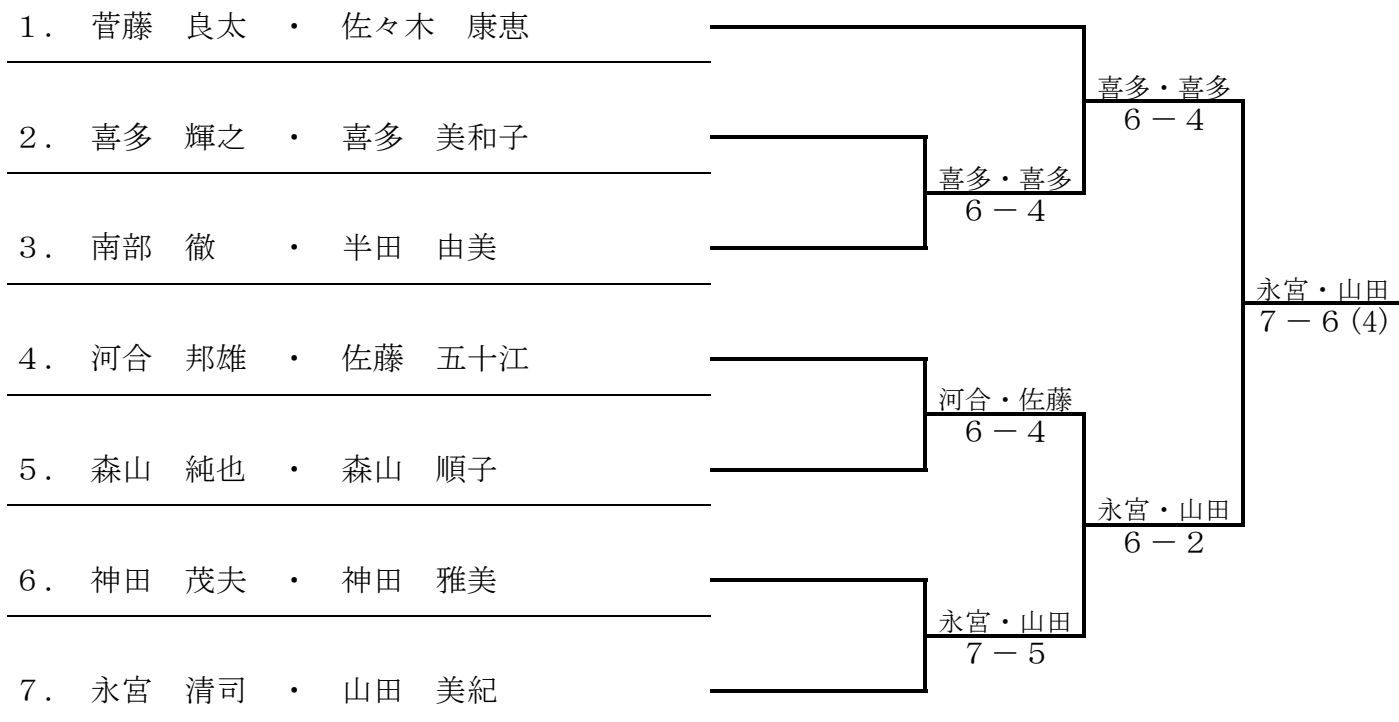 1. 菅藤　良太　・　佐々木　康恵
喜多・喜多
6－4
2. 喜多　輝之　・　喜多　美和子
喜多・喜多
6－4
3. 南部　徹　・　半田　由美
永宮・山田
7－6 (4)
4. 河合　邦雄　・　佐藤　五十江
河合・佐藤
6－4
5. 森山　純也　・　森山　順子
永宮・山田
6－2
6. 神田　茂夫　・　神田　雅美
永宮・山田
7－5
7. 永宮　清司　・　山田　美紀